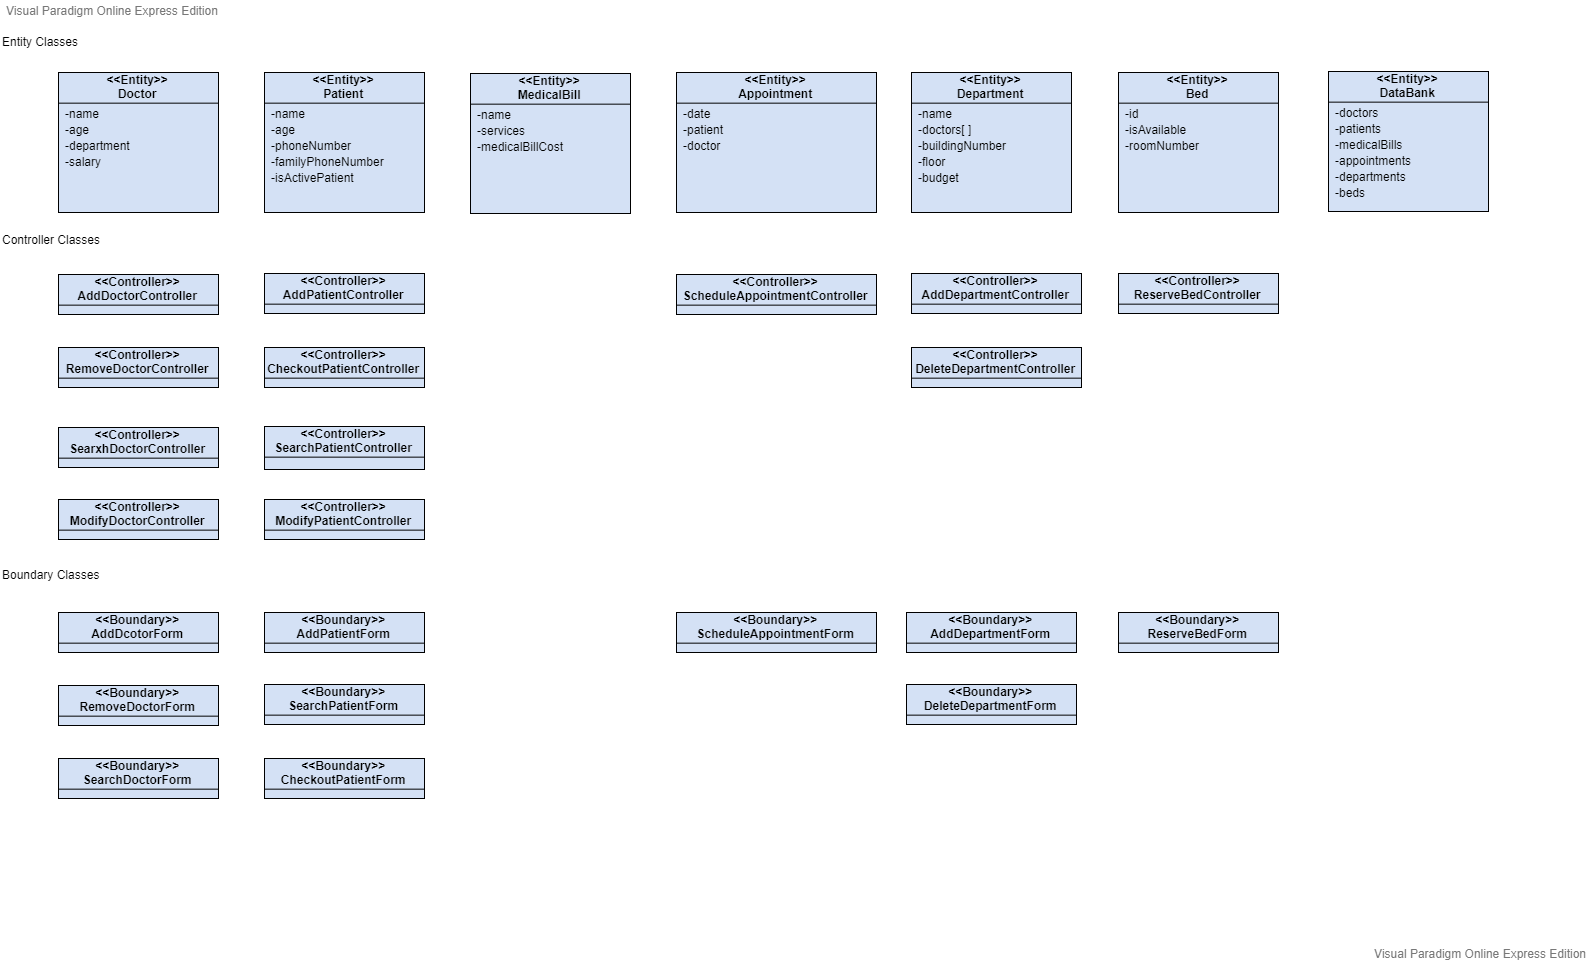 Visual Paradigm Online Express Edition
Entity Classes
<<Entity>>
Doctor
-name
-age
-department
-salary
<<Entity>>
Patient
-name
-age
-phoneNumber
-familyPhoneNumber
-isActivePatient
<<Entity>>
MedicalBill
-name
-services
-medicalBillCost
<<Entity>>
Appointment
-date
-patient
-doctor
<<Entity>>
Department
-name
-doctors[ ]
-buildingNumber
-floor
-budget
<<Entity>>
Bed
-id
-isAvailable
-roomNumber
<<Entity>>
DataBank
-doctors
-patients
-medicalBills
-appointments
-departments
-beds
Controller Classes
<<Controller>>
AddDoctorController
<<Controller>>
AddPatientController
<<Controller>>
ScheduleAppointmentController
<<Controller>>
AddDepartmentController
<<Controller>>
ReserveBedController
<<Controller>>
RemoveDoctorController
<<Controller>>
CheckoutPatientController
<<Controller>>
DeleteDepartmentController
<<Controller>>
SearxhDoctorController
<<Controller>>
SearchPatientController
<<Controller>>
ModifyDoctorController
<<Controller>>
ModifyPatientController
Boundary Classes
<<Boundary>>
AddDcotorForm
<<Boundary>>
AddPatientForm
<<Boundary>>
ScheduleAppointmentForm
<<Boundary>>
AddDepartmentForm
<<Boundary>>
ReserveBedForm
<<Boundary>>
RemoveDoctorForm
<<Boundary>>
SearchPatientForm
<<Boundary>>
DeleteDepartmentForm
<<Boundary>>
SearchDoctorForm
<<Boundary>>
CheckoutPatientForm
Visual Paradigm Online Express Edition